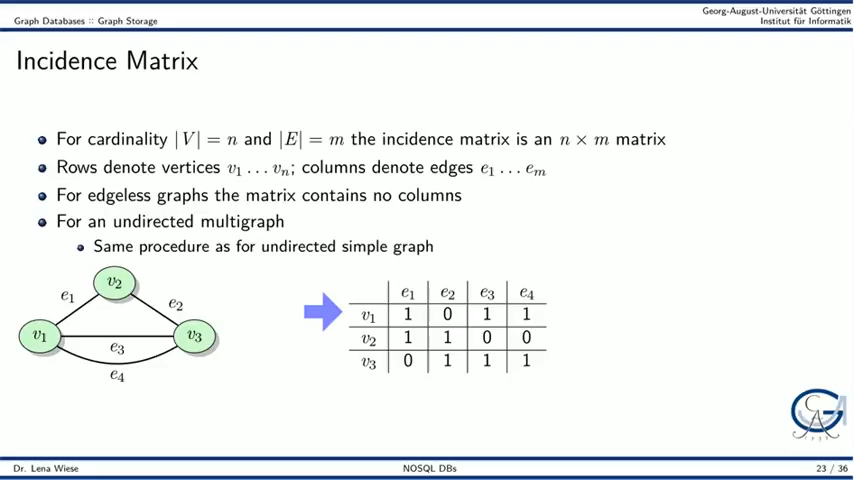 Georg-August-Universität Göttingen
Graph Databases :: Graph Storage
Institut für Informatik
Incidence Matrix
For cardinality |V| = n and |E| = m the incidence matrix is an n × m matrix
Rows denote vertices v₁ … vₙ; columns denote edges e₁ … eₘ
For edgeless graphs the matrix contains no columns
For an undirected multigraph
Same procedure as for undirected simple graph
v₂
e₁
e₂
v₁
v₃
e₃
e₄
e₁ e₂ e₃ e₄
v₁ 1 0 1 1
v₂ 1 1 0 0
v₃ 0 1 1 1
Dr. Lena Wiese
NOSQL DBs
23 / 36